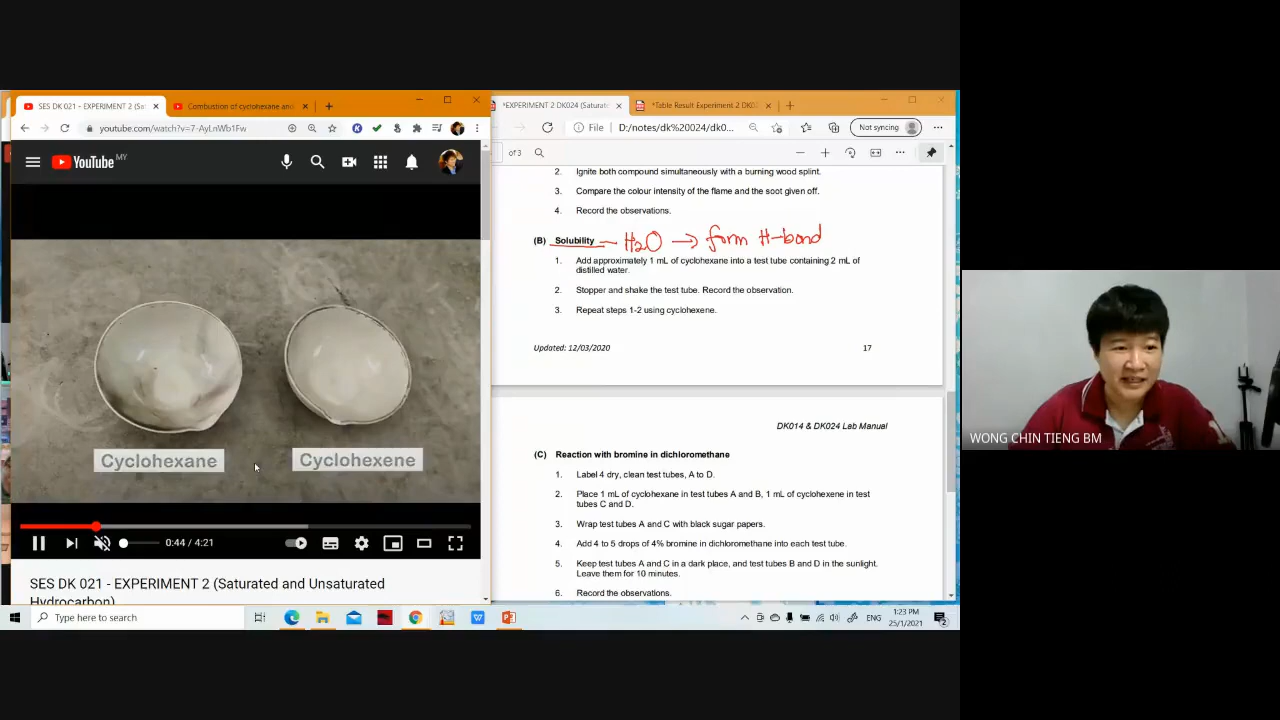 SES DK 021 - EXPERIMENT 2 (Sa
Combustion of cyclohexane and
youtube.com/watch?v=7-AyLnWb1Fw
YouTube MY
Cyclohexane
Cyclohexene
0:44 / 4:21
SES DK 021 - EXPERIMENT 2 (Saturated and Unsaturated
Hydrocarbon)
*EXPERIMENT 2 DK024 (Saturate
*Table Result Experiment 2 DK0
File
D:/notes/dk%20024/dk0...
Not syncing
of 3
2. Ignite both compound simultaneously with a burning wood splint.
3. Compare the colour intensity of the flame and the soot given off.
4. Record the observations.
(B) Solubility – H₂O → form H-bond
1. Add approximately 1 mL of cyclohexane into a test tube containing 2 mL of
distilled water.
2. Stopper and shake the test tube. Record the observation.
3. Repeat steps 1-2 using cyclohexene.
Updated: 12/03/2020 17
DK014 & DK024 Lab Manual
(C) Reaction with bromine in dichloromethane
1. Label 4 dry, clean test tubes, A to D.
2. Place 1 mL of cyclohexane in test tubes A and B, 1 mL of cyclohexene in test
tubes C and D.
3. Wrap test tubes A and C with black sugar papers.
4. Add 4 to 5 drops of 4% bromine in dichloromethane into each test tube.
5. Keep test tubes A and C in a dark place, and test tubes B and D in the sunlight.
Leave them for 10 minutes.
6. Record the observations.
WONG CHIN TIENG BM
Type here to search
ENG
1:23 PM
25/1/2021
2